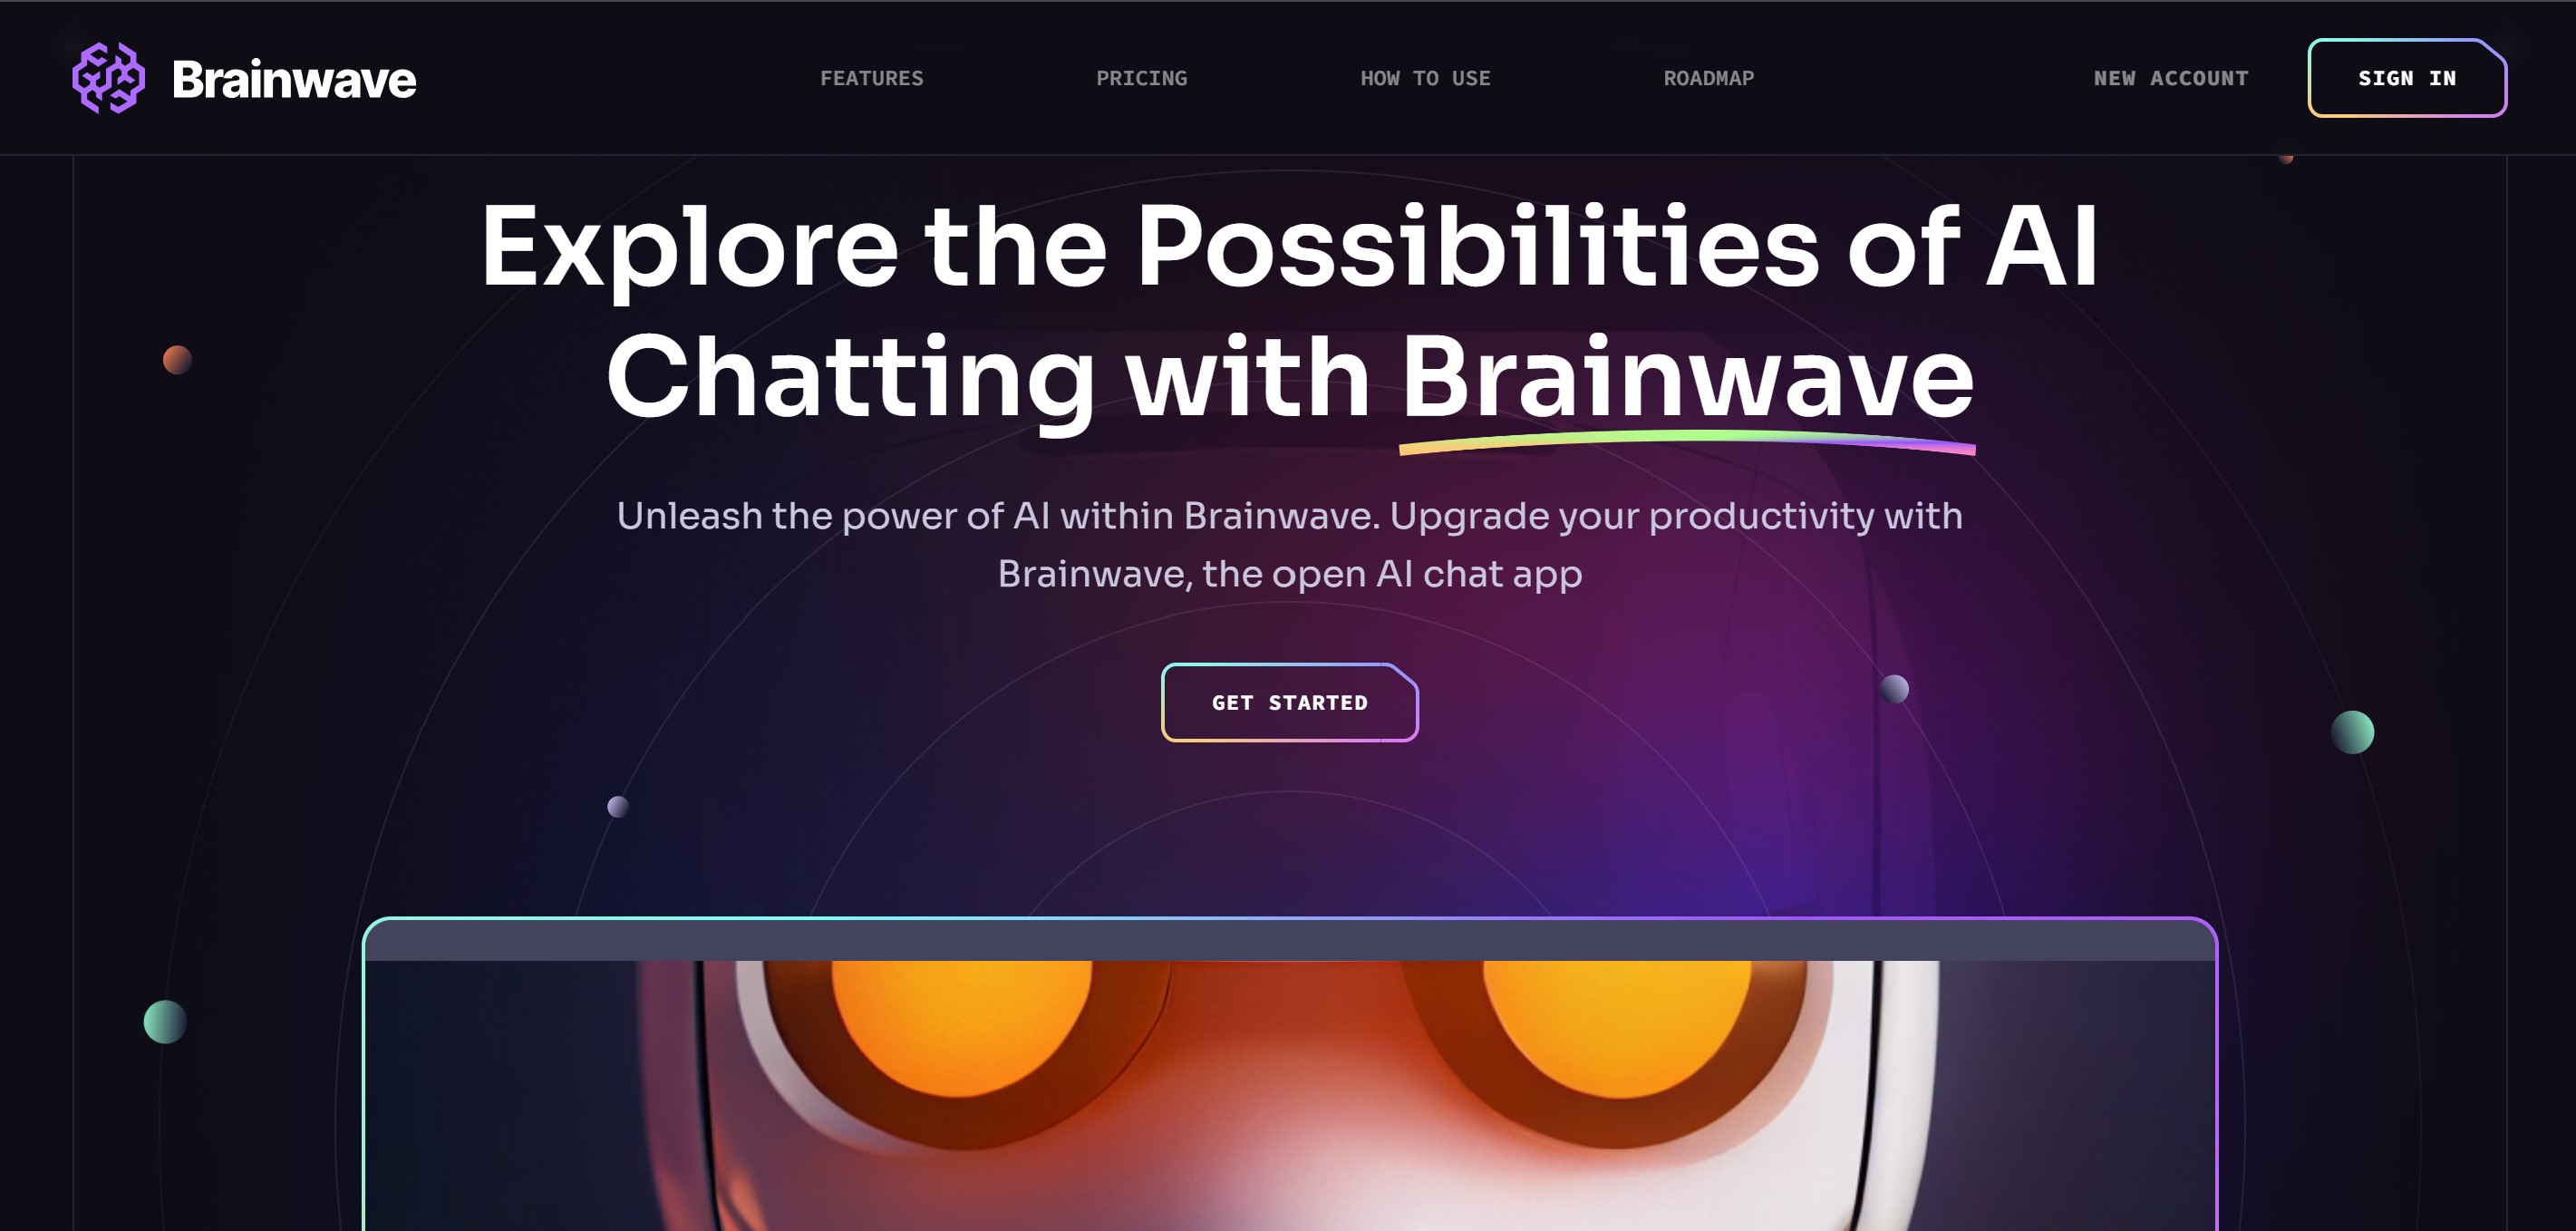 Brainwave
FEATURES PRICING HOW TO USE ROADMAP NEW ACCOUNT SIGN IN
Explore the Possibilities of AI
Chatting with Brainwave
Unleash the power of AI within Brainwave. Upgrade your productivity with
Brainwave, the open AI chat app
GET STARTED